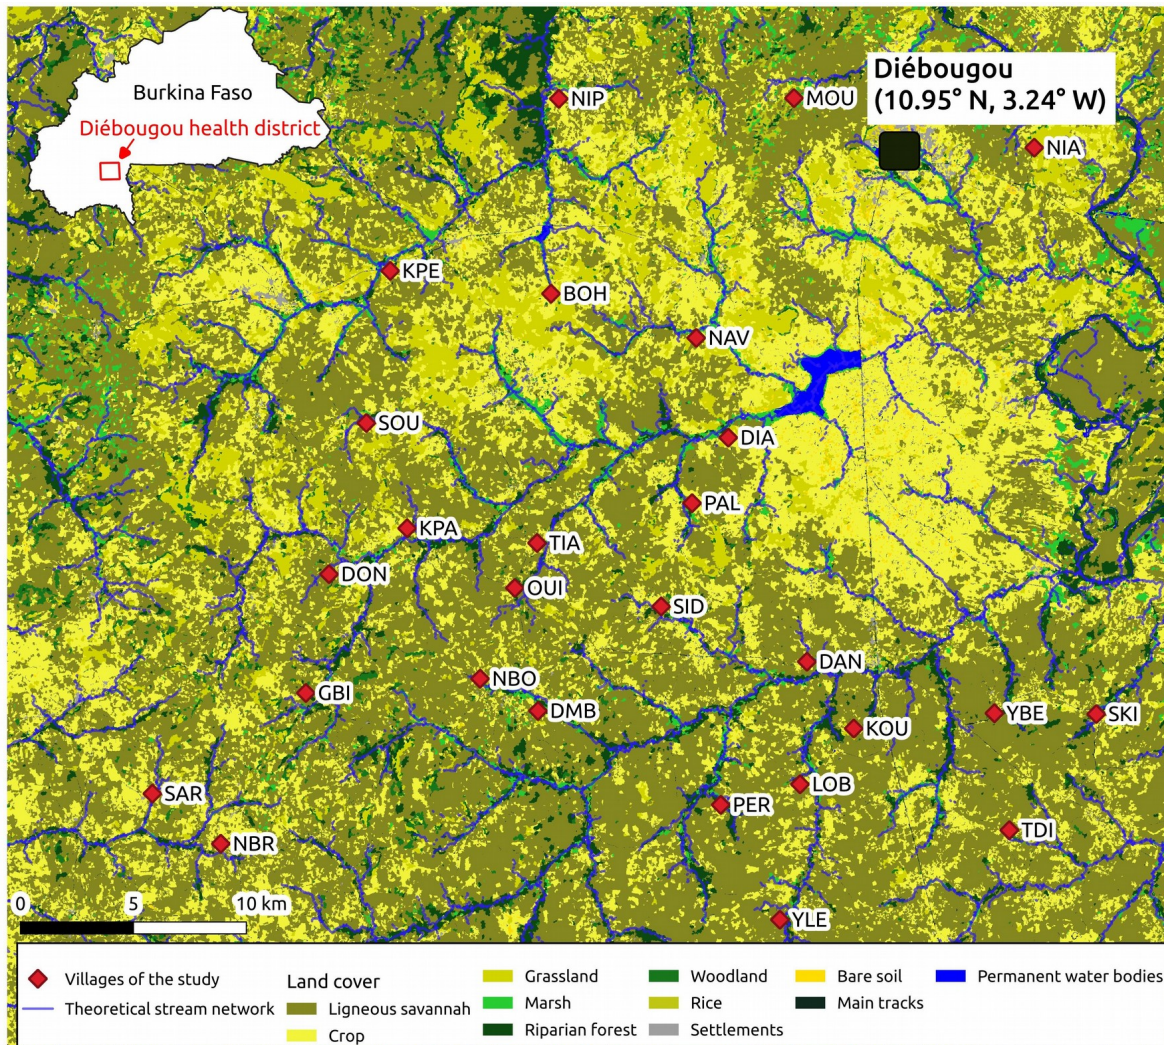 Burkina Faso
Diébougou health district
Diébougou
(10.95° N, 3.24° W)
NIP
MOU
NIA
KPE
BOH
NAV
SOU
DIA
PAL
KPA
TIA
DON
OUI
SID
DAN
NBO
GBI
DMB
KOU
YBE
SKI
SAR
LOB
PER
TDI
NBR
YLE
0 5 10 km
Villages of the study
Theoretical stream network
Land cover
Ligneous savannah
Crop
Grassland
Marsh
Riparian forest
Woodland
Rice
Settlements
Bare soil
Main tracks
Permanent water bodies